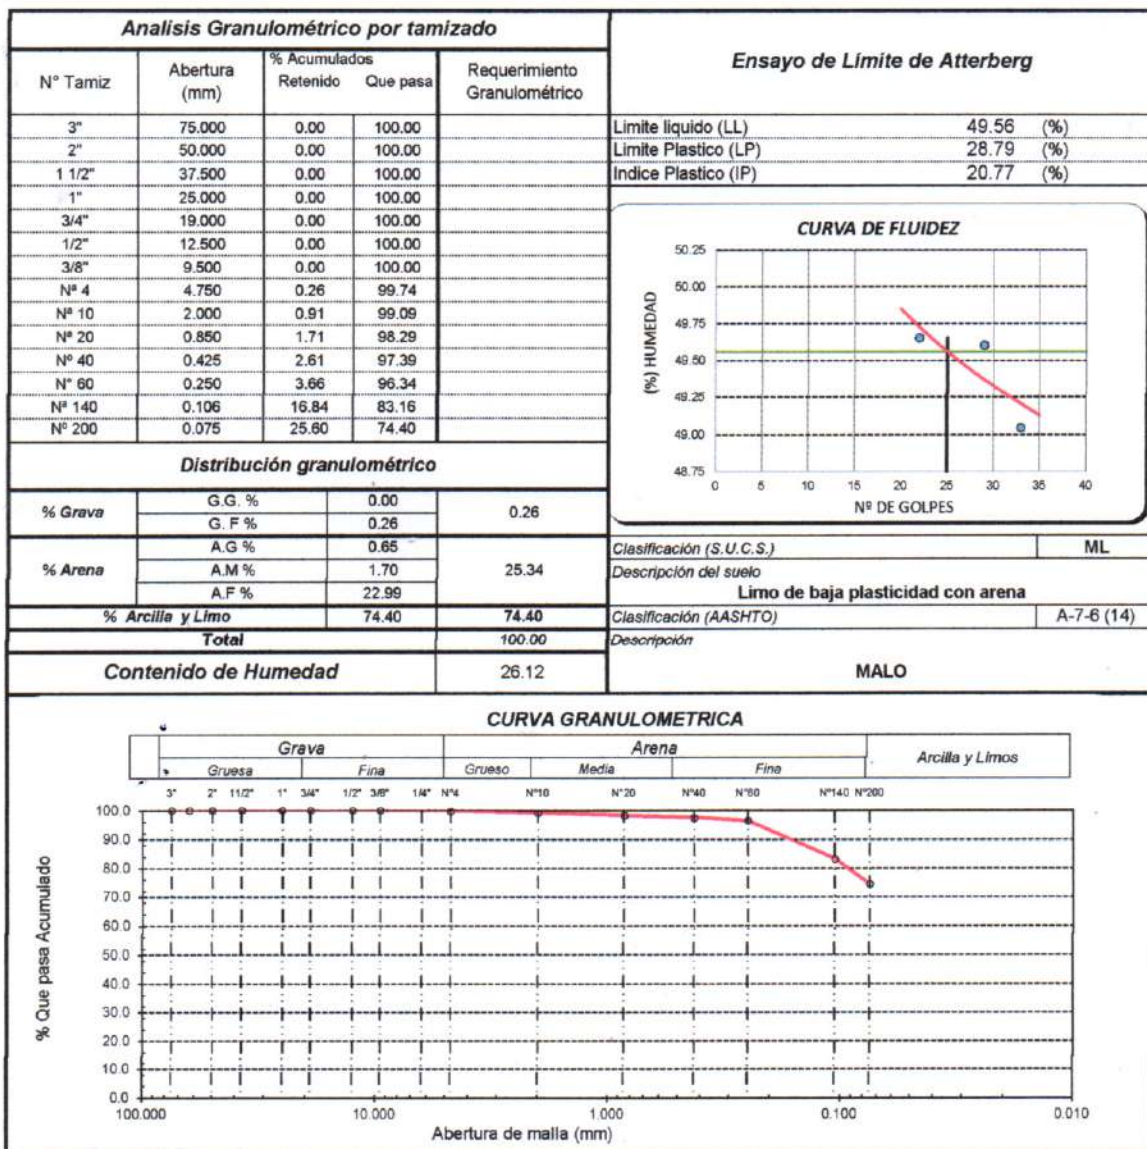 Analisis Granulométrico por tamizado
N° Tamiz Abertura (mm) % Acumulados Retenido Que pasa Requerimiento Granulométrico
3" 75.000 0.00 100.00
2" 50.000 0.00 100.00
1 1/2" 37.500 0.00 100.00
1" 25.000 0.00 100.00
3/4" 19.000 0.00 100.00
1/2" 12.500 0.00 100.00
3/8" 9.500 0.00 100.00
Nª 4 4.750 0.26 99.74
Nª 10 2.000 0.91 99.09
Nª 20 0.850 1.71 98.29
Nº 40 0.425 2.61 97.39
N° 60 0.250 3.66 96.34
Nª 140 0.106 16.84 83.16
Nº 200 0.075 25.60 74.40
Distribución granulométrico
% Grava G.G. % 0.00 0.26
G. F % 0.26
% Arena A.G % 0.65 25.34
A.M % 1.70
A.F % 22.99
% Arcilla y Limo 74.40 74.40
Total 100.00
Contenido de Humedad 26.12
Ensayo de Límite de Atterberg
Limite liquido (LL) 49.56 (%)
Limite Plastico (LP) 28.79 (%)
Indice Plastico (IP) 20.77 (%)
CURVA DE FLUIDEZ
(%) HUMEDAD
50.25
50.00
49.75
49.50
49.25
49.00
48.75
0 5 10 15 20 25 30 35 40
Nº DE GOLPES
Clasificación (S.U.C.S.) ML
Descripción del suelo
Limo de baja plasticidad con arena
Clasificación (AASHTO) A-7-6 (14)
Descripción
MALO
CURVA GRANULOMETRICA
Grava Arena Arcilla y Limos
Gruesa Fina Grueso Media Fina
3" 2" 11/2" 1" 3/4" 1/2" 3/8" 1/4" N°4 N°10 N°20 N°40 N°60 N°140 N°200
% Que pasa Acumulado
100.0
90.0
80.0
70.0
60.0
50.0
40.0
30.0
20.0
10.0
0.0
100.000 10.000 1.000 0.100 0.010
Abertura de malla (mm)